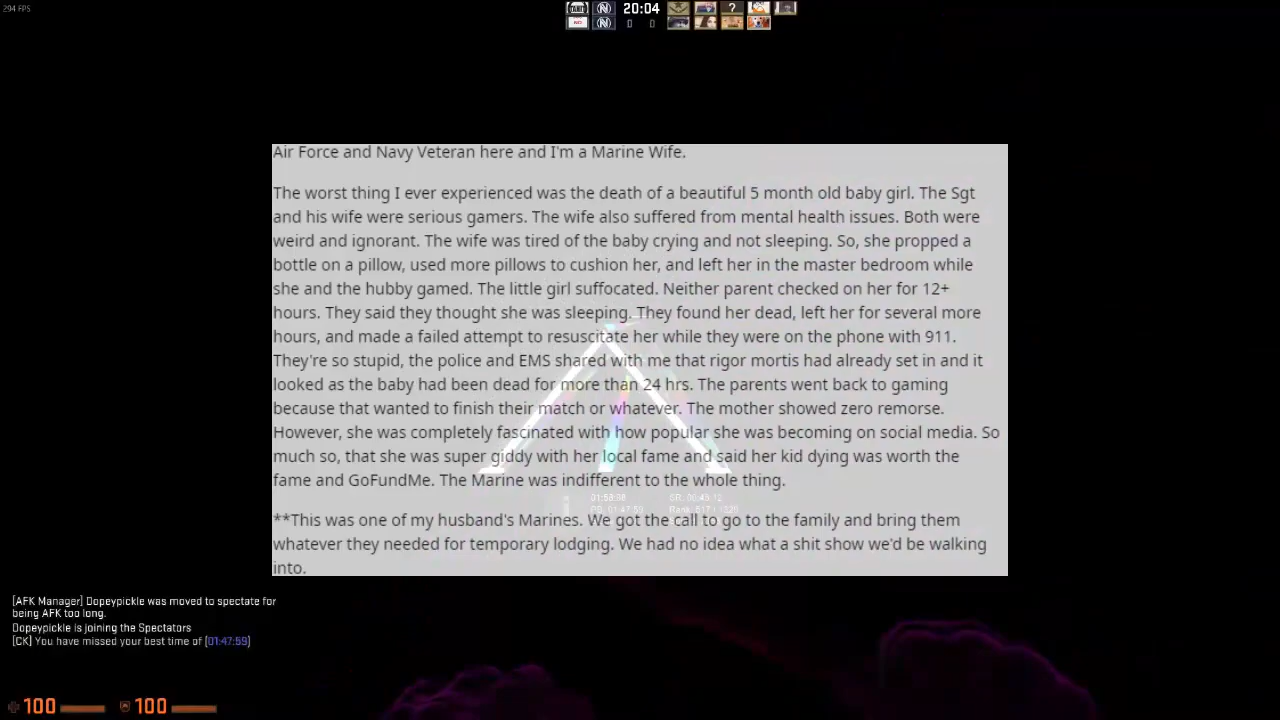 294 FPS
20:04
NO
?
0 0
Air Force and Navy Veteran here and I'm a Marine Wife.
The worst thing I ever experienced was the death of a beautiful 5 month old baby girl. The Sgt
and his wife were serious gamers. The wife also suffered from mental health issues. Both were
weird and ignorant. The wife was tired of the baby crying and not sleeping. So, she propped a
bottle on a pillow, used more pillows to cushion her, and left her in the master bedroom while
she and the hubby gamed. The little girl suffocated. Neither parent checked on her for 12+
hours. They said they thought she was sleeping. They found her dead, left her for several more
hours, and made a failed attempt to resuscitate her while they were on the phone with 911.
They're so stupid, the police and EMS shared with me that rigor mortis had already set in and it
looked as the baby had been dead for more than 24 hrs. The parents went back to gaming
because that wanted to finish their match or whatever. The mother showed zero remorse.
However, she was completely fascinated with how popular she was becoming on social media. So
much so, that she was super giddy with her local fame and said her kid dying was worth the
fame and GoFundMe. The Marine was indifferent to the whole thing.
PB: 01:47:59
**This was one of my husband's Marines. We got the call to go to the family and bring them
whatever they needed for temporary lodging. We had no idea what a shit show we'd be walking
into.
[AFK Manager] Dopeypickle was moved to spectate for
being AFK too long.
Dopeypickle is joining the Spectators
[CK] You have missed your best time of (01:47:59)
100 100